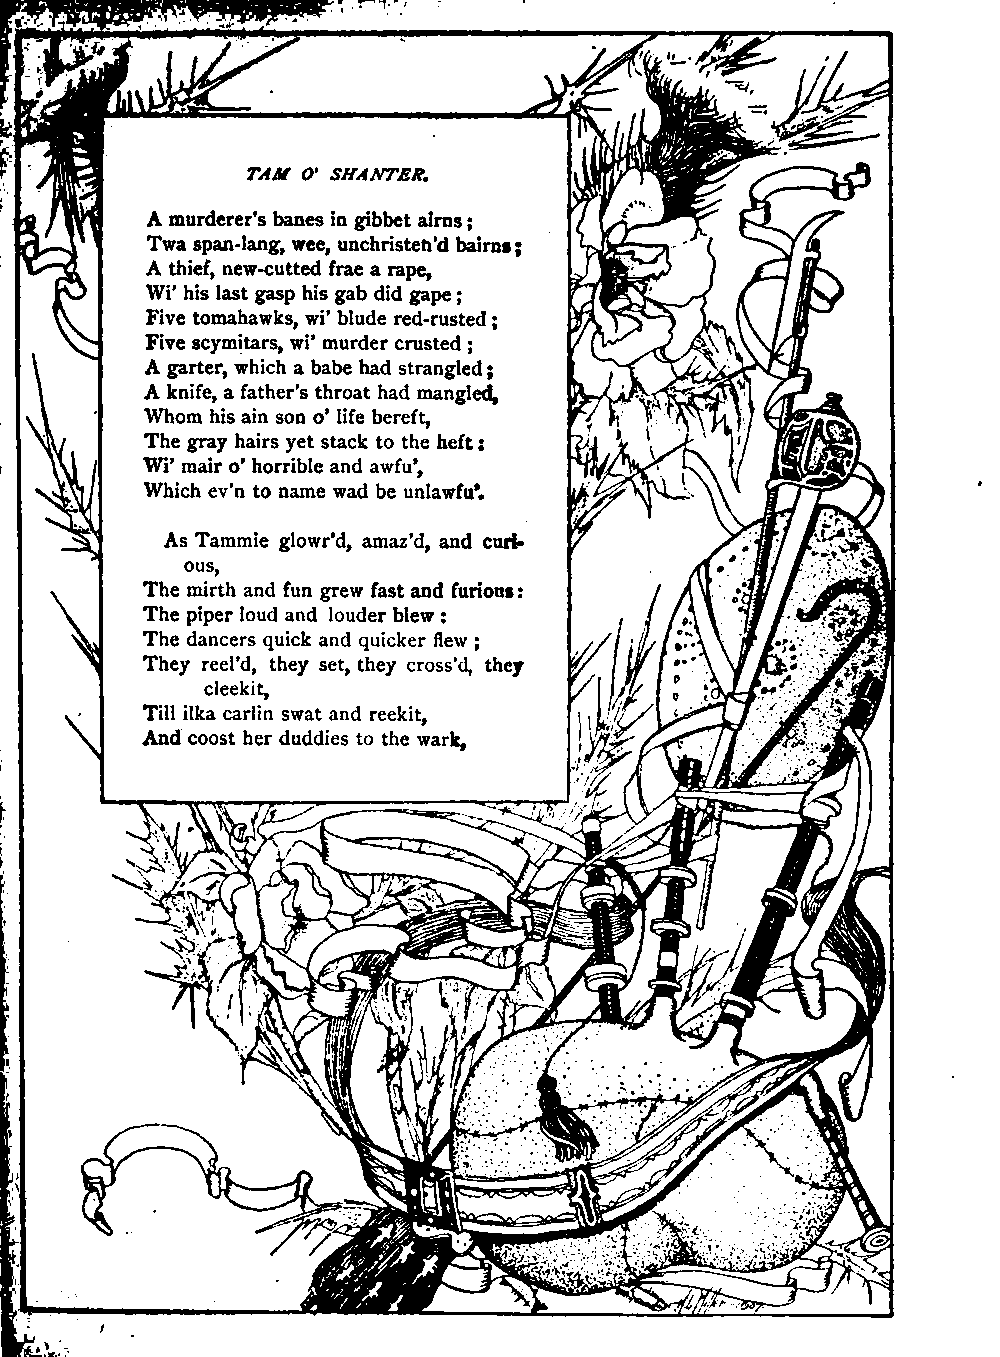 TAM O' SHANTER.
A murderer's banes in gibbet airns;
Twa span-lang, wee, unchristen'd bairns;
A thief, new-cutted frae a rape,
Wi' his last gasp his gab did gape;
Five tomahawks, wi' blude red-rusted;
Five scymitars, wi' murder crusted;
A garter, which a babe had strangled;
A knife, a father's throat had mangled,
Whom his ain son o' life bereft,
The gray hairs yet stack to the heft:
Wi' mair o' horrible and awfu',
Which ev'n to name wad be unlawfu'.
As Tammie glowr'd, amaz'd, and curi-
ous,
The mirth and fun grew fast and furious:
The piper loud and louder blew:
The dancers quick and quicker flew;
They reel'd, they set, they cross'd, they
cleekit,
Till ilka carlin swat and reekit,
And coost her duddies to the wark,